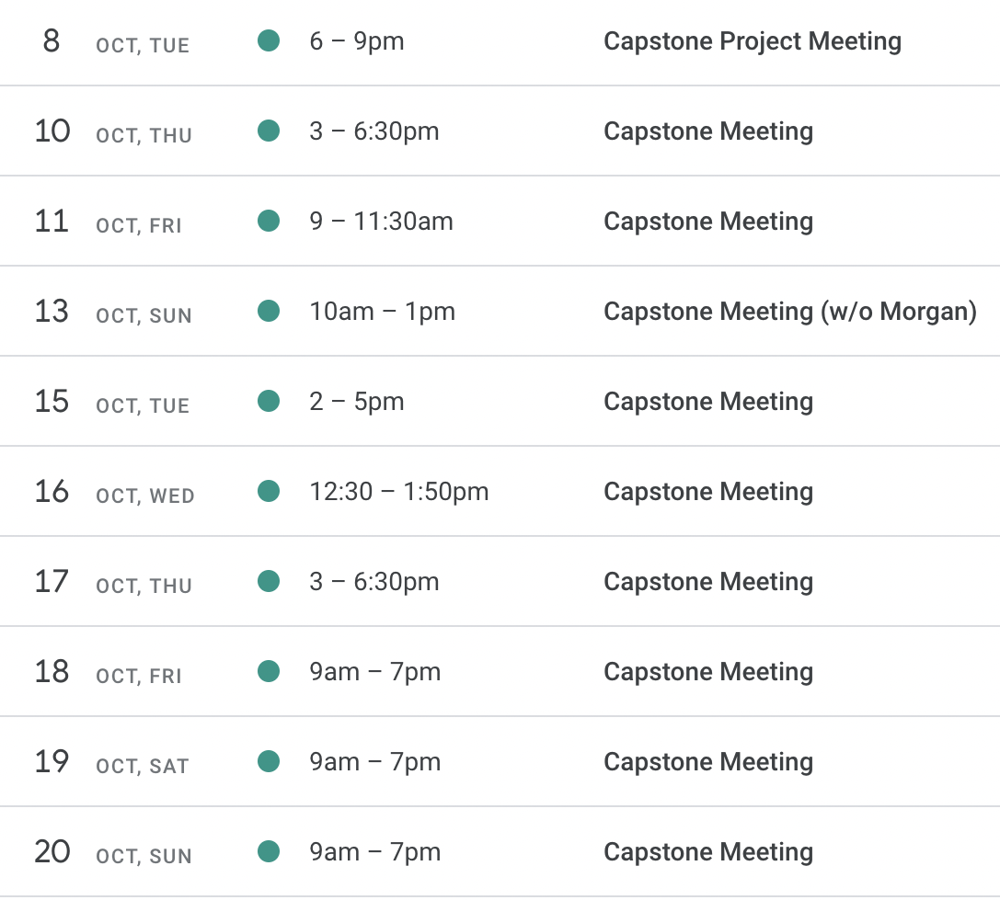 8 OCT, TUE 6 – 9pm Capstone Project Meeting
10 OCT, THU 3 – 6:30pm Capstone Meeting
11 OCT, FRI 9 – 11:30am Capstone Meeting
13 OCT, SUN 10am – 1pm Capstone Meeting (w/o Morgan)
15 OCT, TUE 2 – 5pm Capstone Meeting
16 OCT, WED 12:30 – 1:50pm Capstone Meeting
17 OCT, THU 3 – 6:30pm Capstone Meeting
18 OCT, FRI 9am – 7pm Capstone Meeting
19 OCT, SAT 9am – 7pm Capstone Meeting
20 OCT, SUN 9am – 7pm Capstone Meeting